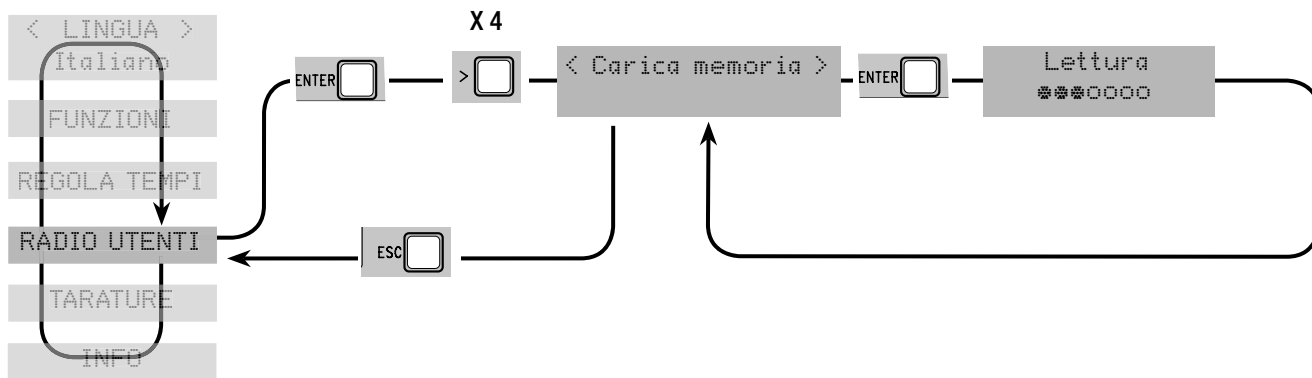 X 4
< LINGUA >
Italiano
FUNZIONI
REGOLA TEMPI
RADIO UTENTI
TARATURE
INFO
ENTER
>
< Carica memoria >
ENTER
Lettura
ESC